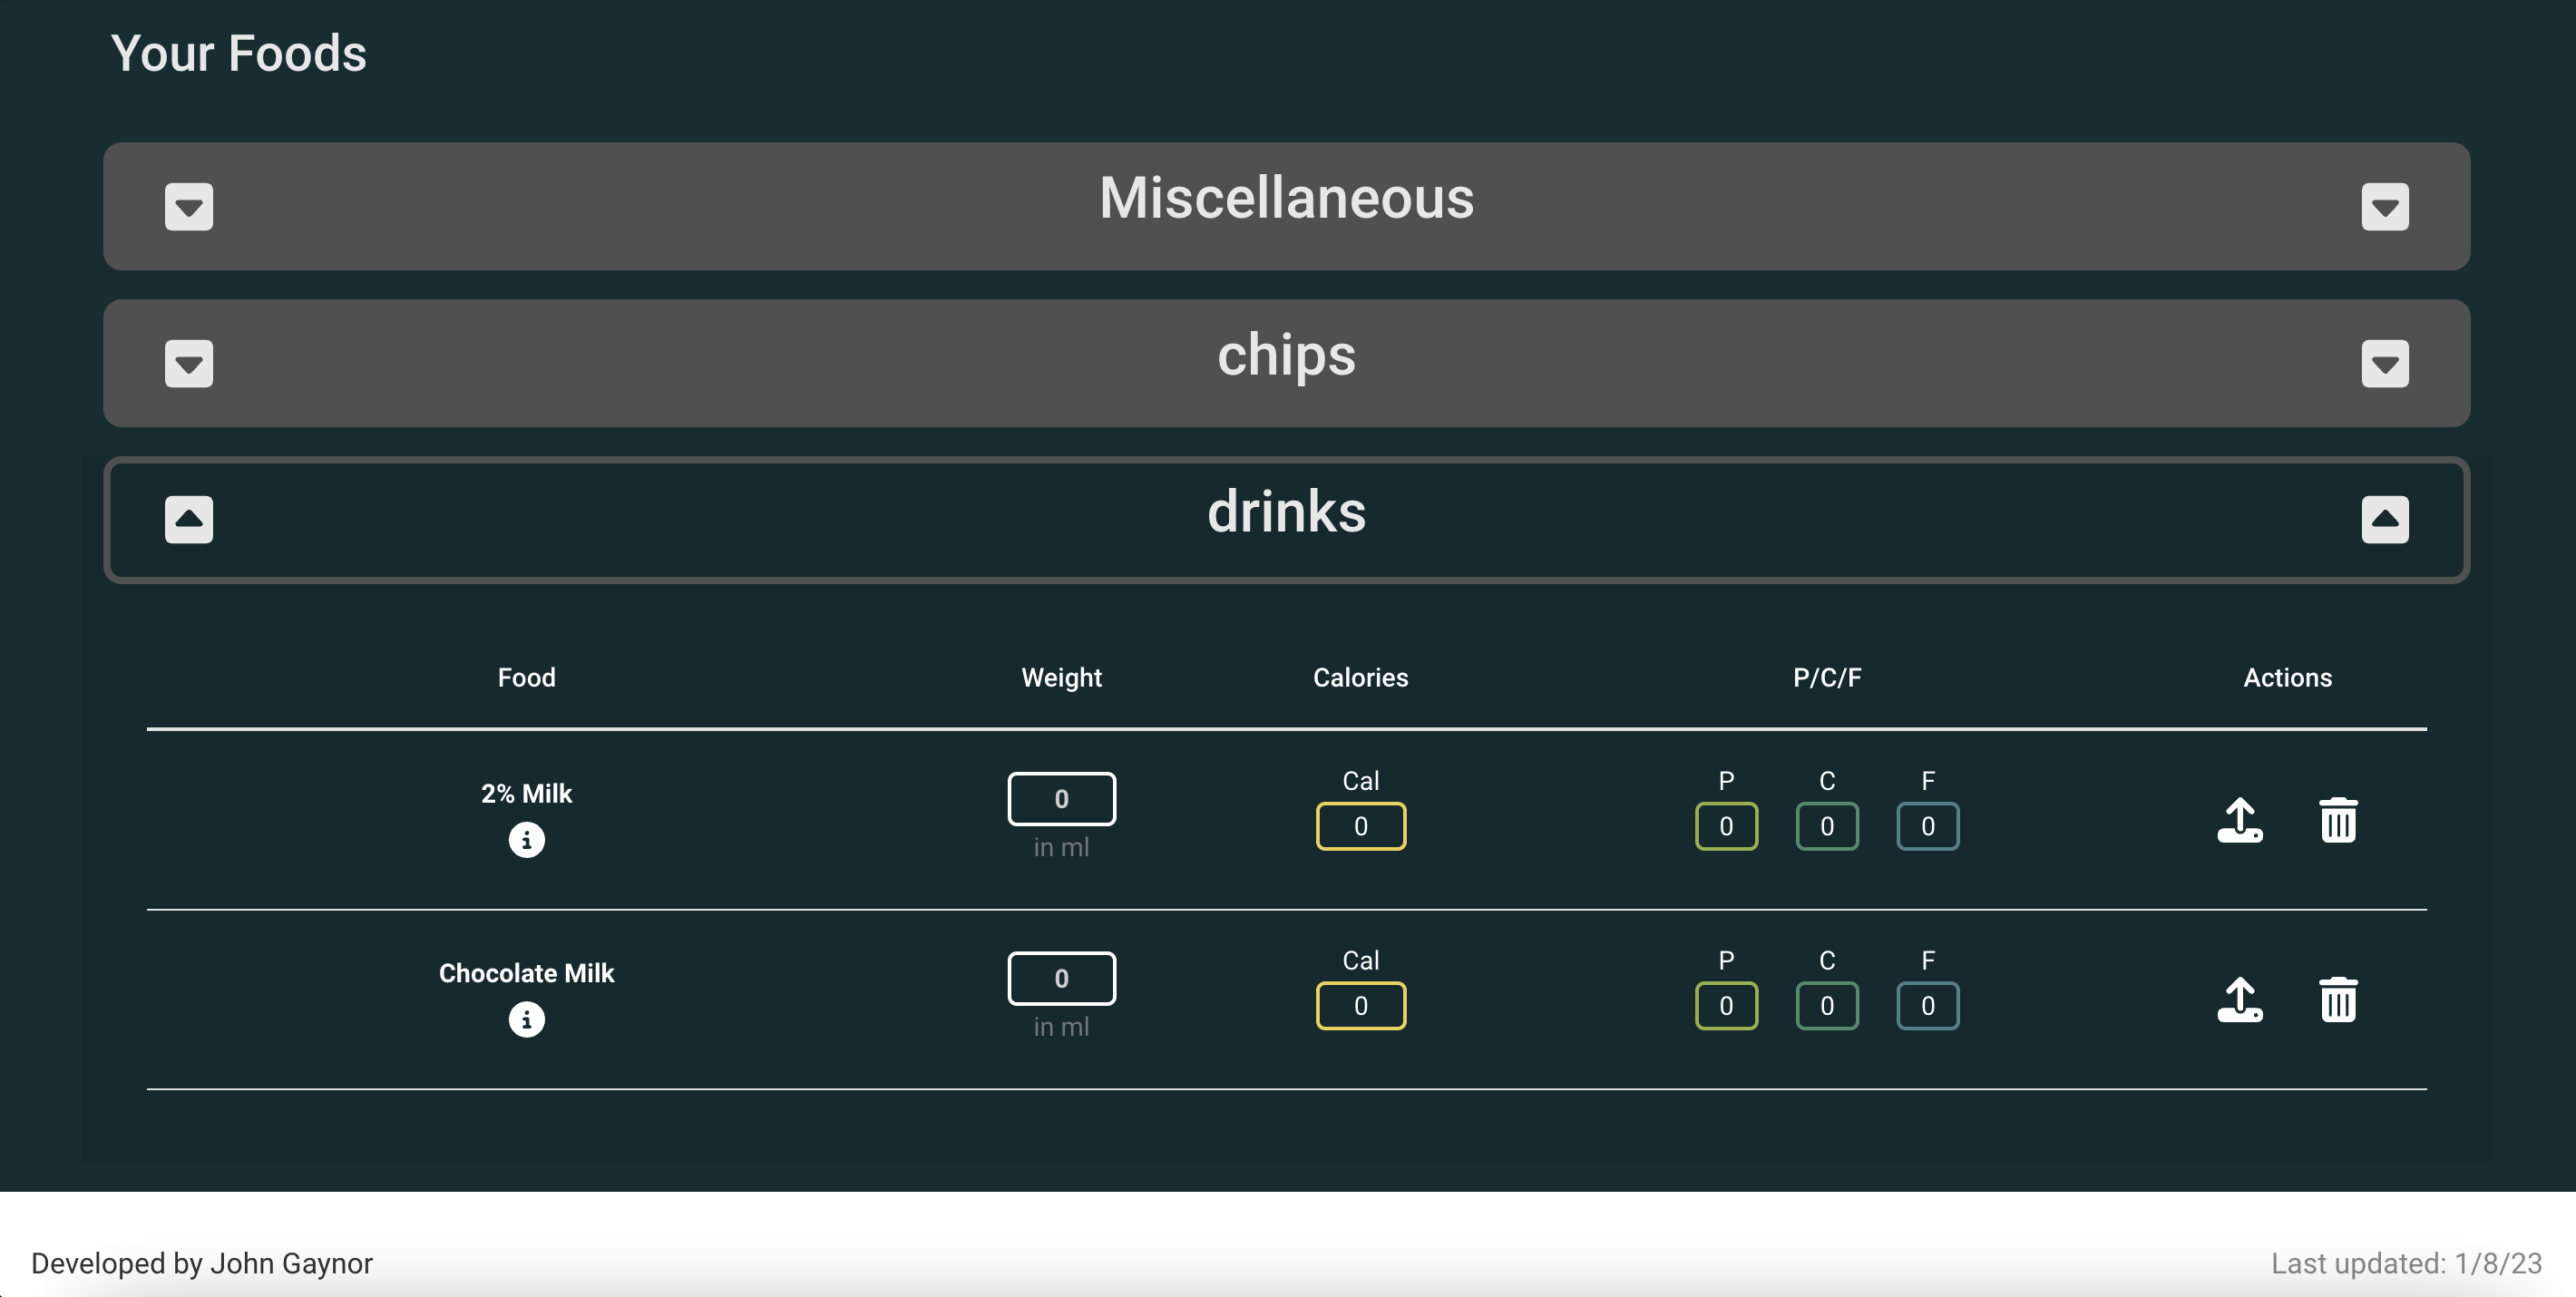 Your Foods
Miscellaneous
chips
drinks
Food Weight Calories P/C/F Actions
2% Milk 0 in ml Cal 0 P 0 C 0 F 0
Chocolate Milk 0 in ml Cal 0 P 0 C 0 F 0
Developed by John Gaynor Last updated: 1/8/23